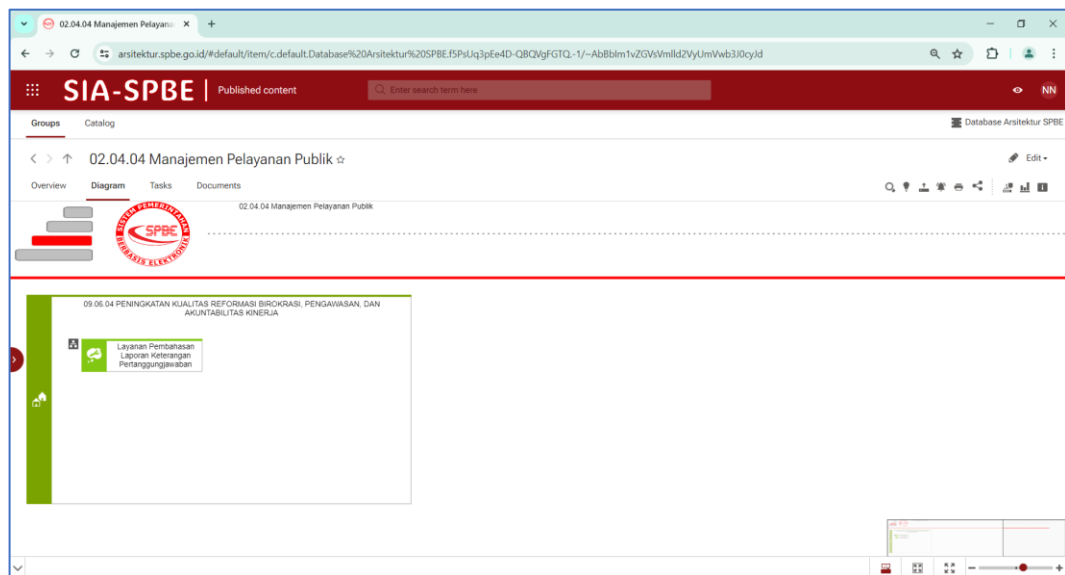 02.04.04 Manajemen Pelayana
arsitektur.spbe.go.id/#default/item/c.default.Database%20Arsitektur%20SPBE.f5PsUq3pEe4D-QBQVgFGTQ.-1/~AbBblm1vZGVsVmlld2VyUmVwb3J0cyJd
SIA-SPBE
Published content
Enter search term here
NN
Groups
Catalog
Database Arsitektur SPBE
02.04.04 Manajemen Pelayanan Publik
Edit
Overview
Diagram
Tasks
Documents
02.04.04 Manajemen Pelayanan Publik
SISTEM PEMERINTAHAN
SPBE
BERBASIS ELEKTRONIK
09.06.04 PENINGKATAN KUALITAS REFORMASI BIROKRASI, PENGAWASAN, DAN
AKUNTABILITAS KINERJA
Layanan Pembahasan
Laporan Keterangan
Pertanggungjawaban